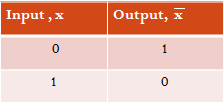 Input , x Output, x̅
0 1
1 0